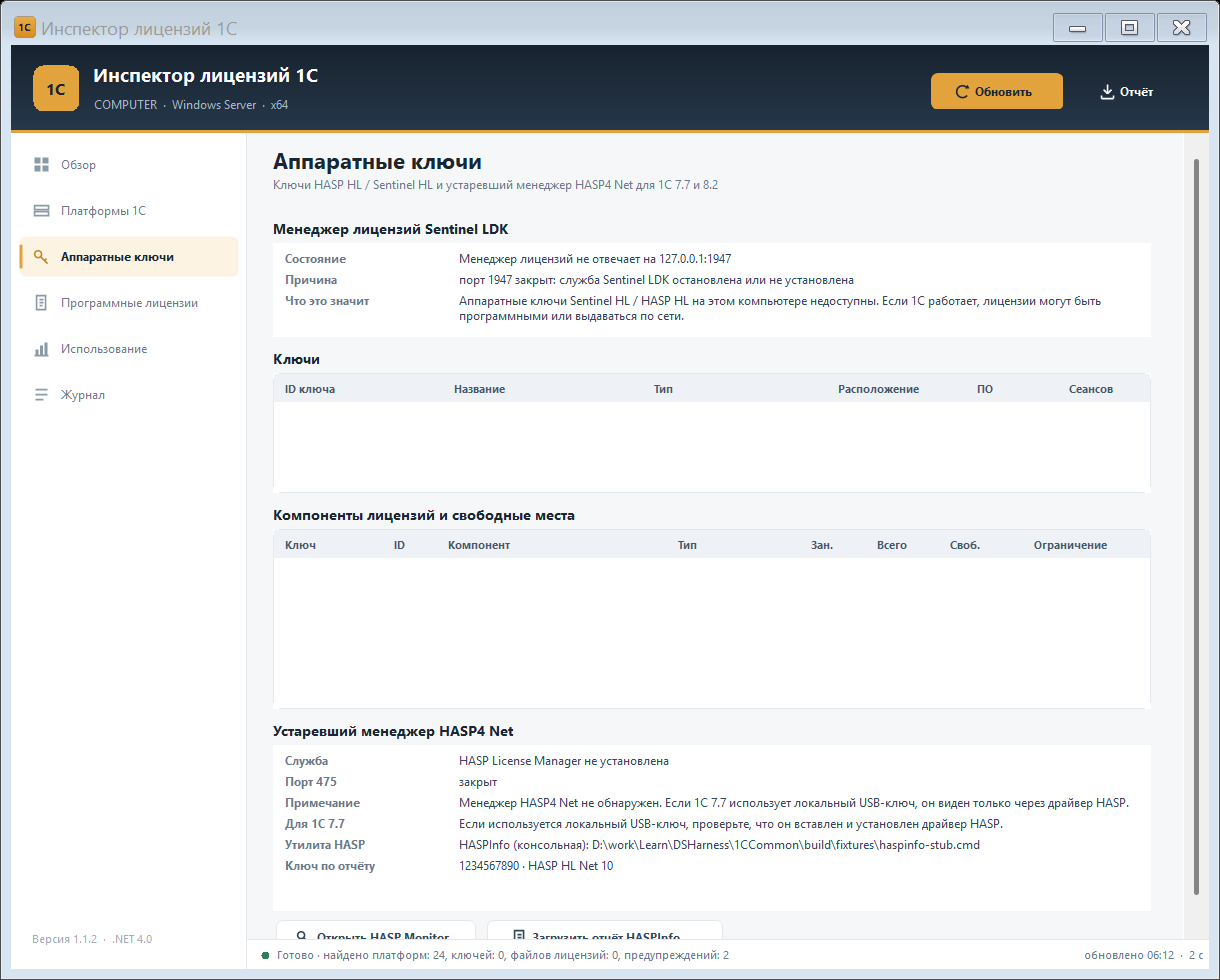 1C Инспектор лицензий 1С
1C
Инспектор лицензий 1С
COMPUTER · Windows Server · x64
Обновить
Отчёт
Обзор
Платформы 1С
Аппаратные ключи
Программные лицензии
Использование
Журнал
Версия 1.1.2 · .NET 4.0
Аппаратные ключи
Ключи HASP HL / Sentinel HL и устаревший менеджер HASP4 Net для 1С 7.7 и 8.2
Менеджер лицензий Sentinel LDK
Состояние Менеджер лицензий не отвечает на 127.0.0.1:1947
Причина порт 1947 закрыт: служба Sentinel LDK остановлена или не установлена
Что это значит Аппаратные ключи Sentinel HL / HASP HL на этом компьютере недоступны. Если 1С работает, лицензии могут быть
программными или выдаваться по сети.
Ключи
ID ключа Название Тип Расположение ПО Сеансов
Компоненты лицензий и свободные места
Ключ ID Компонент Тип Зан. Всего Своб. Ограничение
Устаревший менеджер HASP4 Net
Служба HASP License Manager не установлена
Порт 475 закрыт
Примечание Менеджер HASP4 Net не обнаружен. Если 1С 7.7 использует локальный USB-ключ, он виден только через драйвер HASP.
Для 1С 7.7 Если используется локальный USB-ключ, проверьте, что он вставлен и установлен драйвер HASP.
Утилита HASP HASPInfo (консольная): D:\work\Learn\DSHarness\1CCommon\build\fixtures\haspinfo-stub.cmd
Ключ по отчёту 1234567890 · HASP HL Net 10
Открыть HASP Monitor
Загрузить отчёт HASPInfo
Готово · найдено платформ: 24, ключей: 0, файлов лицензий: 0, предупреждений: 2
обновлено 06:12 · 2 с